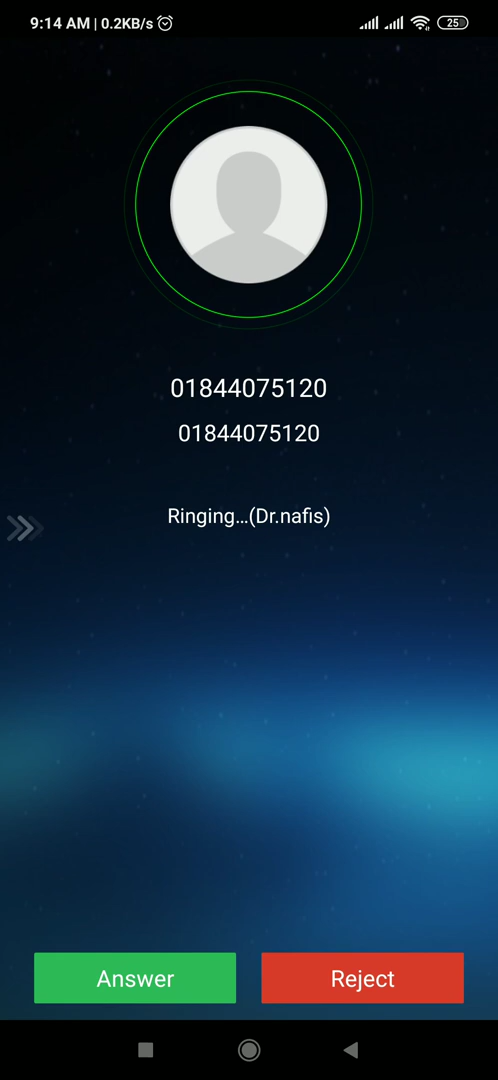 9:14 AM | 0.2KB/s 25
01844075120
01844075120
Ringing...(Dr.nafis)
Answer Reject